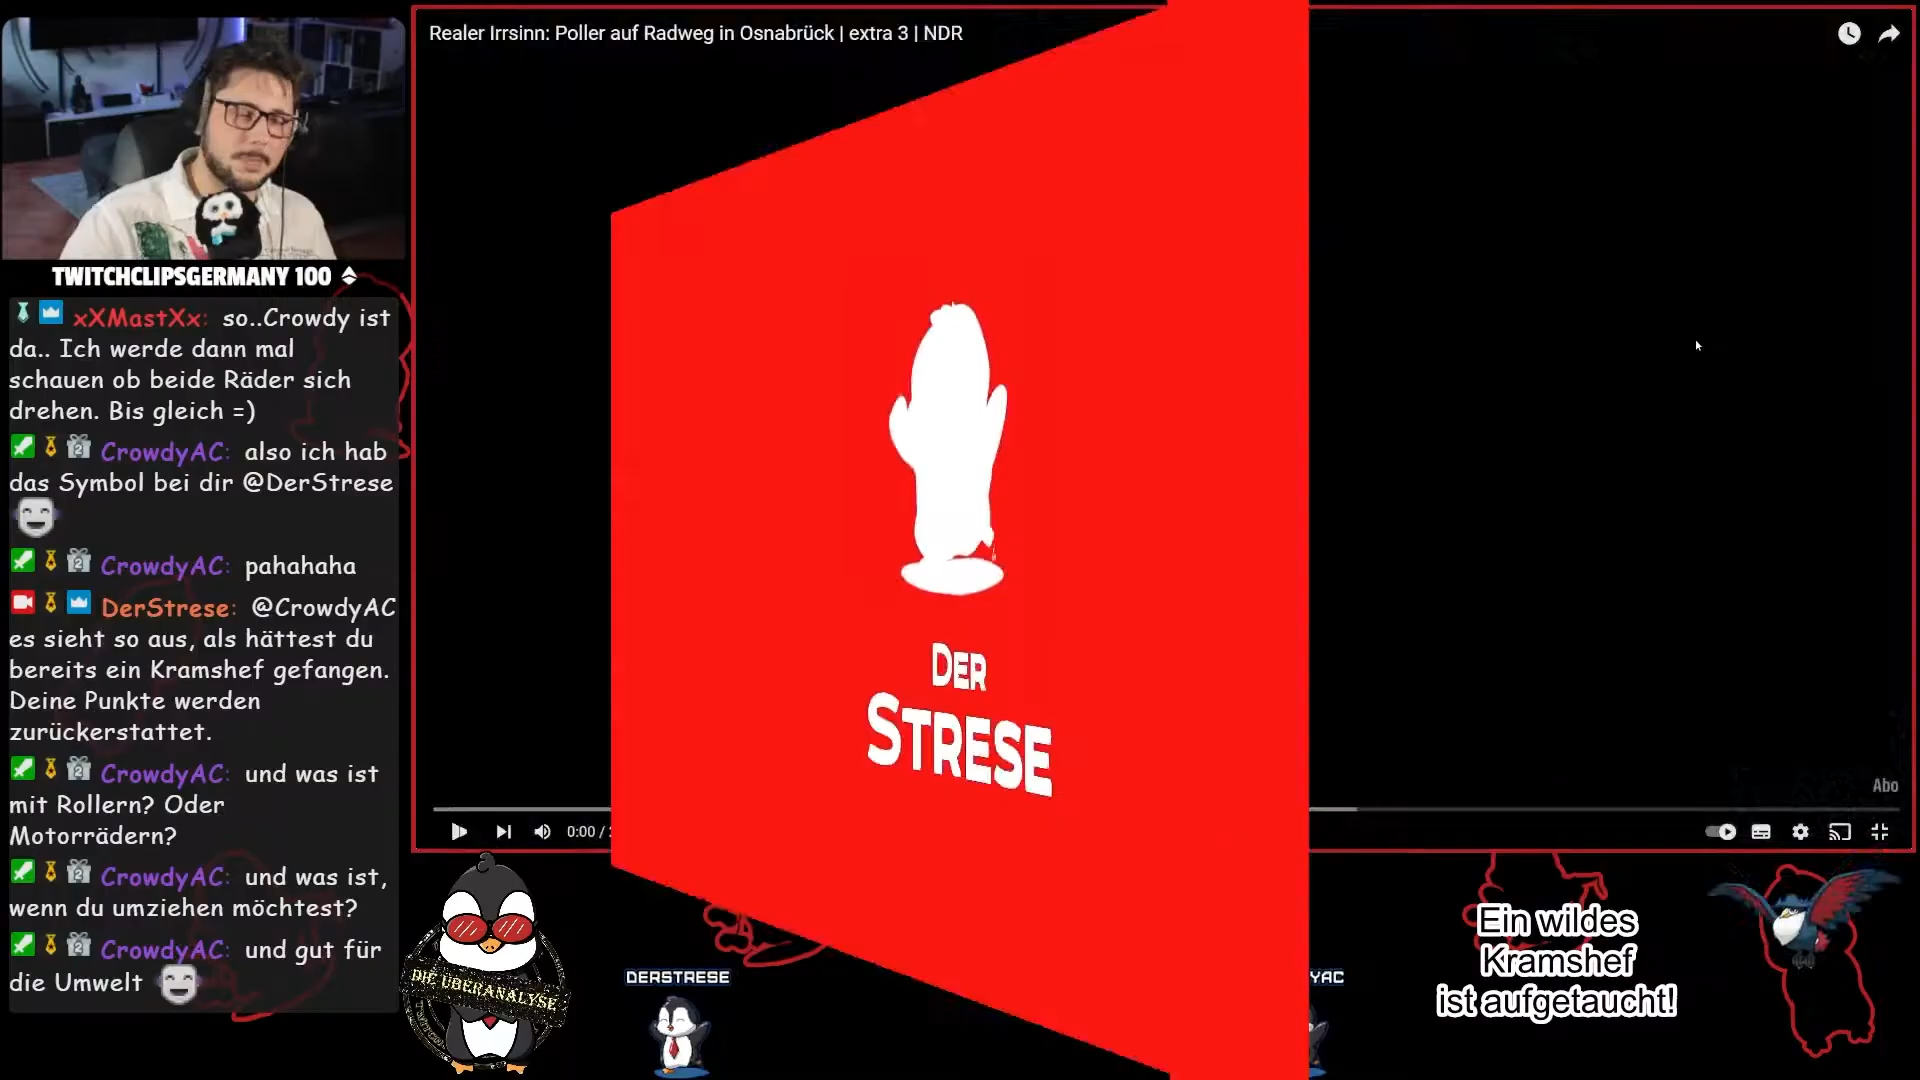 Realer Irrsinn: Poller auf Radweg in Osnabrück | extra 3 | NDR
TWITCHCLIPSGERMANY 100
xXMastXx: so..Crowdy ist
da.. Ich werde dann mal
schauen ob beide Räder sich
drehen. Bis gleich =)
CrowdyAC: also ich hab
das Symbol bei dir @DerStrese
CrowdyAC: pahahaha
DerStrese: @CrowdyAC
es sieht so aus, als hättest du
bereits ein Kramshef gefangen.
Deine Punkte werden
zurückerstattet.
CrowdyAC: und was ist
mit Rollern? Oder
Motorrädern?
CrowdyAC: und was ist,
wenn du umziehen möchtest?
CrowdyAC: und gut für
die Umwelt
DER
STRESE
Abo
0:00 /
DIE ÜBERANALYSE
DERSTRESE
YAC
Ein wildes
Kramshef
ist aufgetaucht!